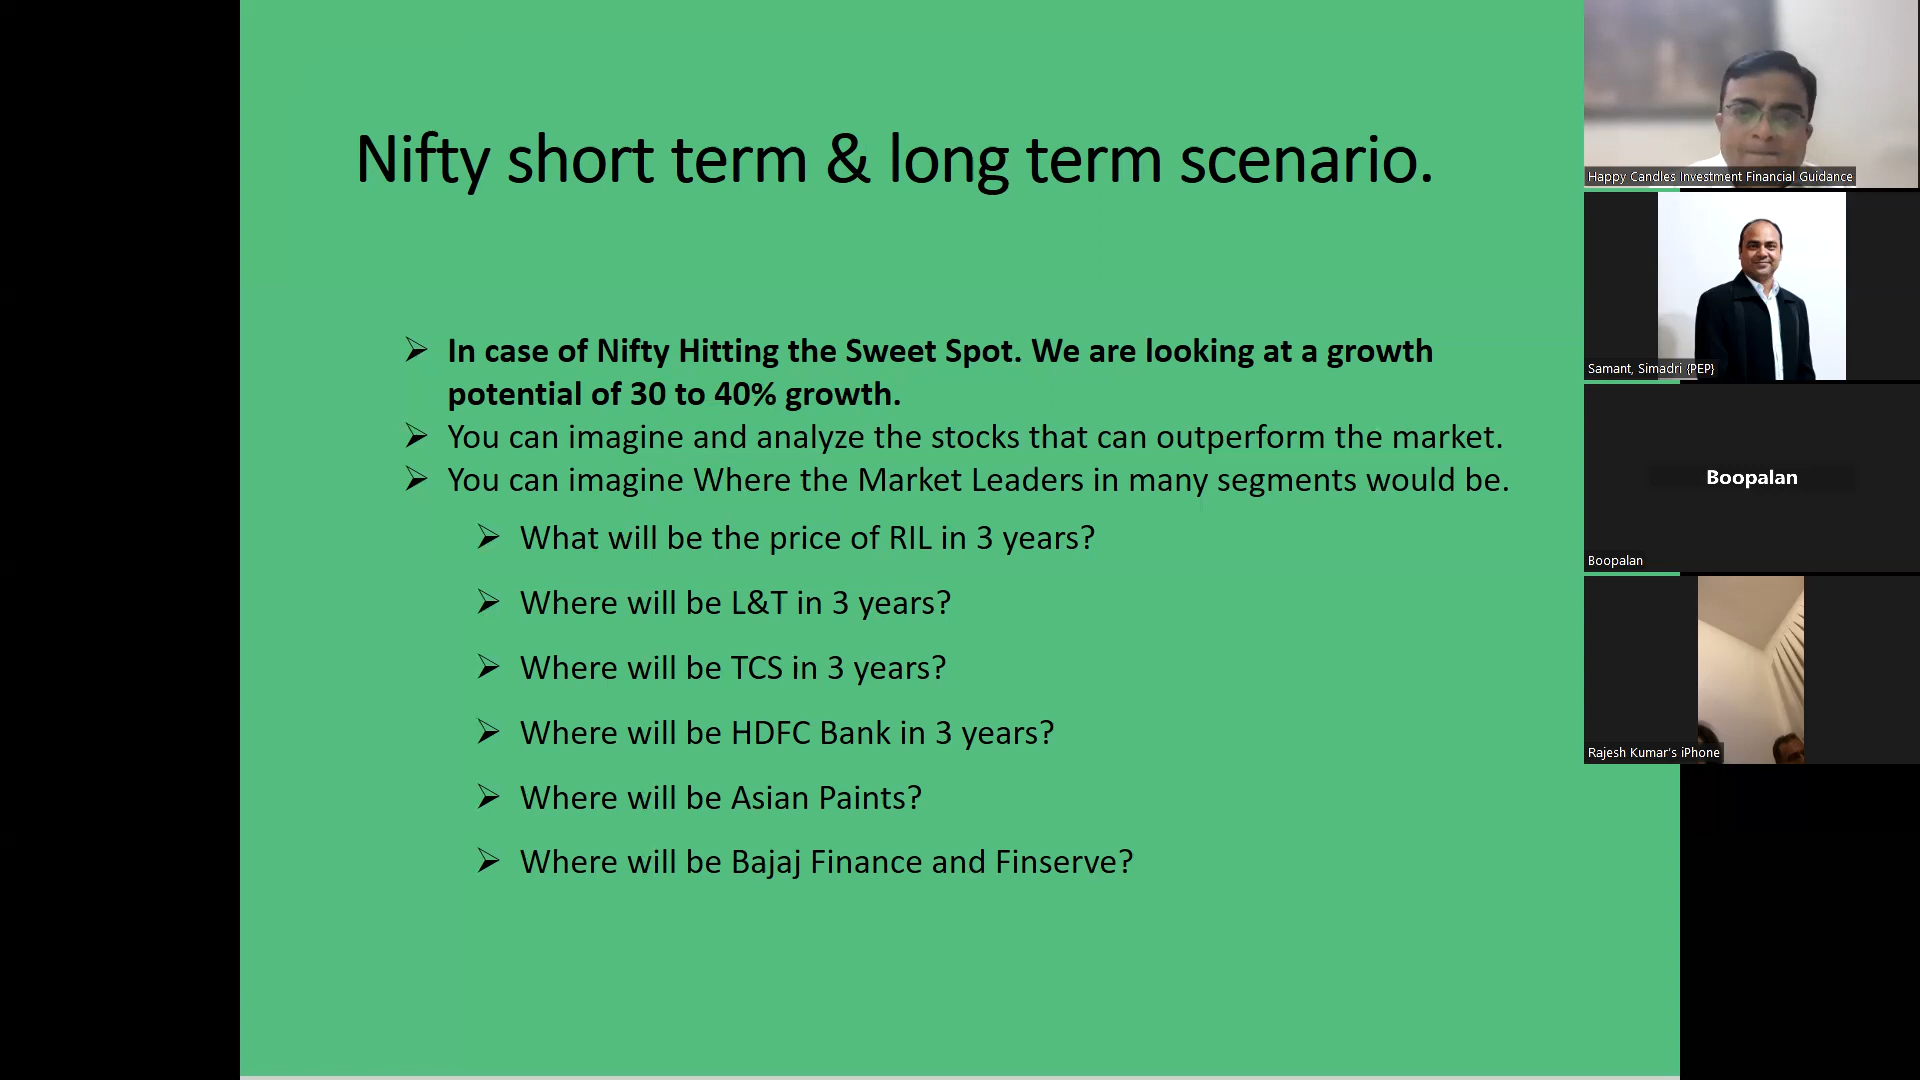 Nifty short term & long term scenario.
In case of Nifty Hitting the Sweet Spot. We are looking at a growth
potential of 30 to 40% growth.
You can imagine and analyze the stocks that can outperform the market.
You can imagine Where the Market Leaders in many segments would be.
What will be the price of RIL in 3 years?
Where will be L&T in 3 years?
Where will be TCS in 3 years?
Where will be HDFC Bank in 3 years?
Where will be Asian Paints?
Where will be Bajaj Finance and Finserve?
Happy Candles Investment Financial Guidance
Samant, Simadri {PEP}
Boopalan
Boopalan
Rajesh Kumar's iPhone